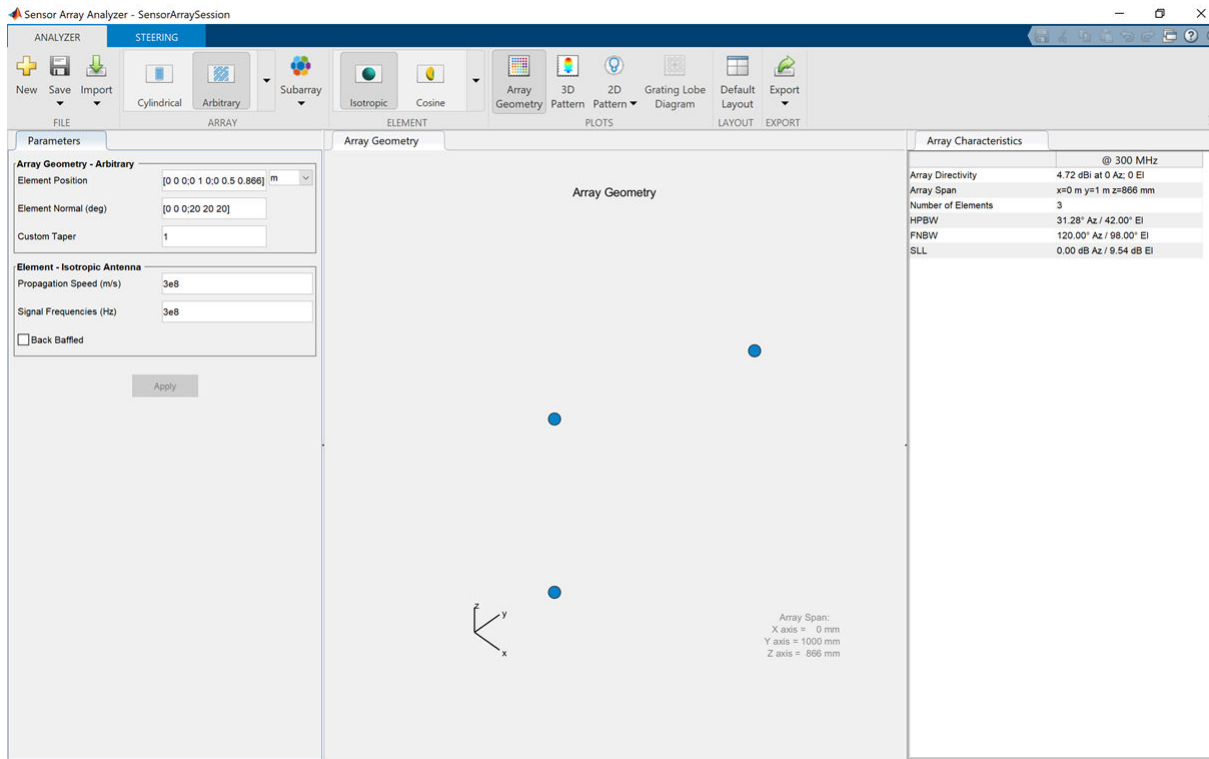 Sensor Array Analyzer - SensorArraySession
ANALYZER STEERING
New Save Import Cylindrical Arbitrary Subarray Isotropic Cosine Array Geometry 3D Pattern 2D Pattern Grating Lobe Diagram Default Layout Export
FILE ARRAY ELEMENT PLOTS LAYOUT EXPORT
Parameters
Array Geometry - Arbitrary
Element Position [0 0 0;0 1 0;0 0.5 0.866] m
Element Normal (deg) [0 0 0;20 20 20]
Custom Taper 1
Element - Isotropic Antenna
Propagation Speed (m/s) 3e8
Signal Frequencies (Hz) 3e8
Back Baffled
Apply
Array Geometry
Array Geometry
z
y
x
Array Span:
X axis = 0 mm
Y axis = 1000 mm
Z axis = 866 mm
Array Characteristics
@ 300 MHz
Array Directivity 4.72 dBi at 0 Az; 0 El
Array Span x=0 m y=1 m z=866 mm
Number of Elements 3
HPBW 31.28° Az / 42.00° El
FNBW 120.00° Az / 98.00° El
SLL 0.00 dB Az / 9.54 dB El